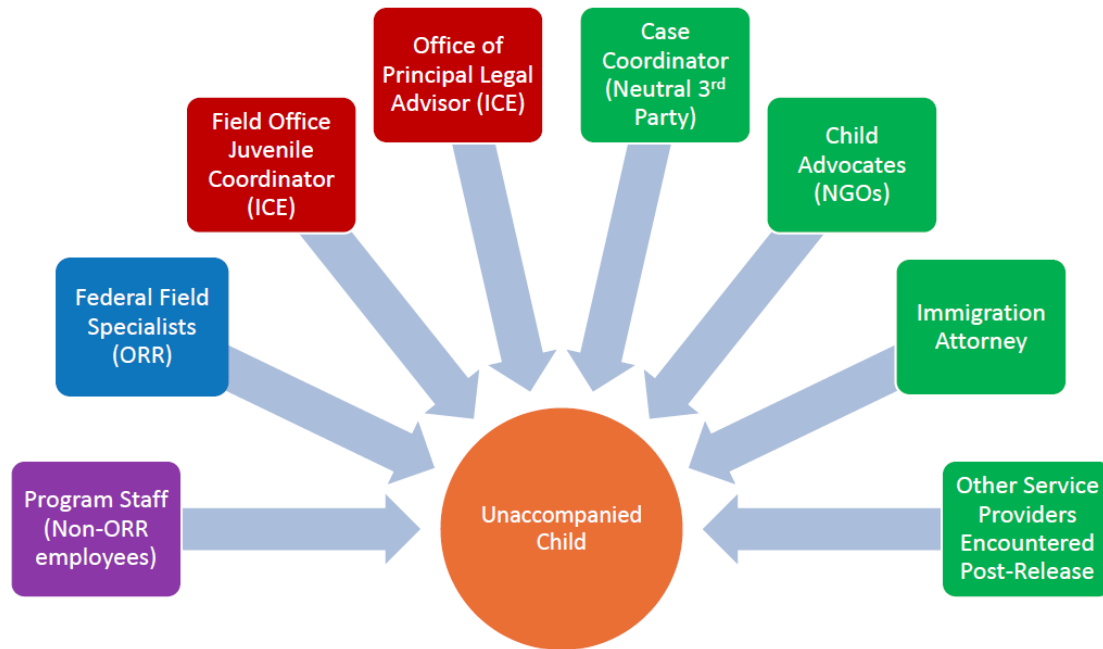 Office of
Principal Legal
Advisor (ICE)
Case
Coordinator
(Neutral 3rd
Party)
Field Office
Juvenile
Coordinator
(ICE)
Child
Advocates
(NGOs)
Federal Field
Specialists
(ORR)
Immigration
Attorney
Program Staff
(Non-ORR
employees)
Unaccompanied
Child
Other Service
Providers
Encountered
Post-Release